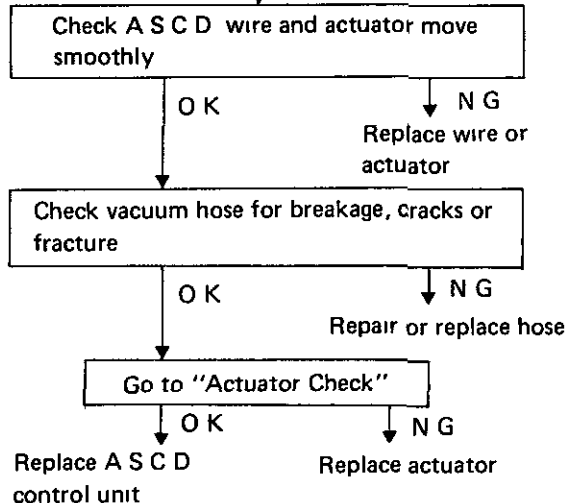 Check A S C D wire and actuator move
smoothly
O K
N G
Replace wire or
actuator
Check vacuum hose for breakage, cracks or
fracture
O K
N G
Repair or replace hose
Go to "Actuator Check"
O K
N G
Replace A S C D
control unit
Replace actuator